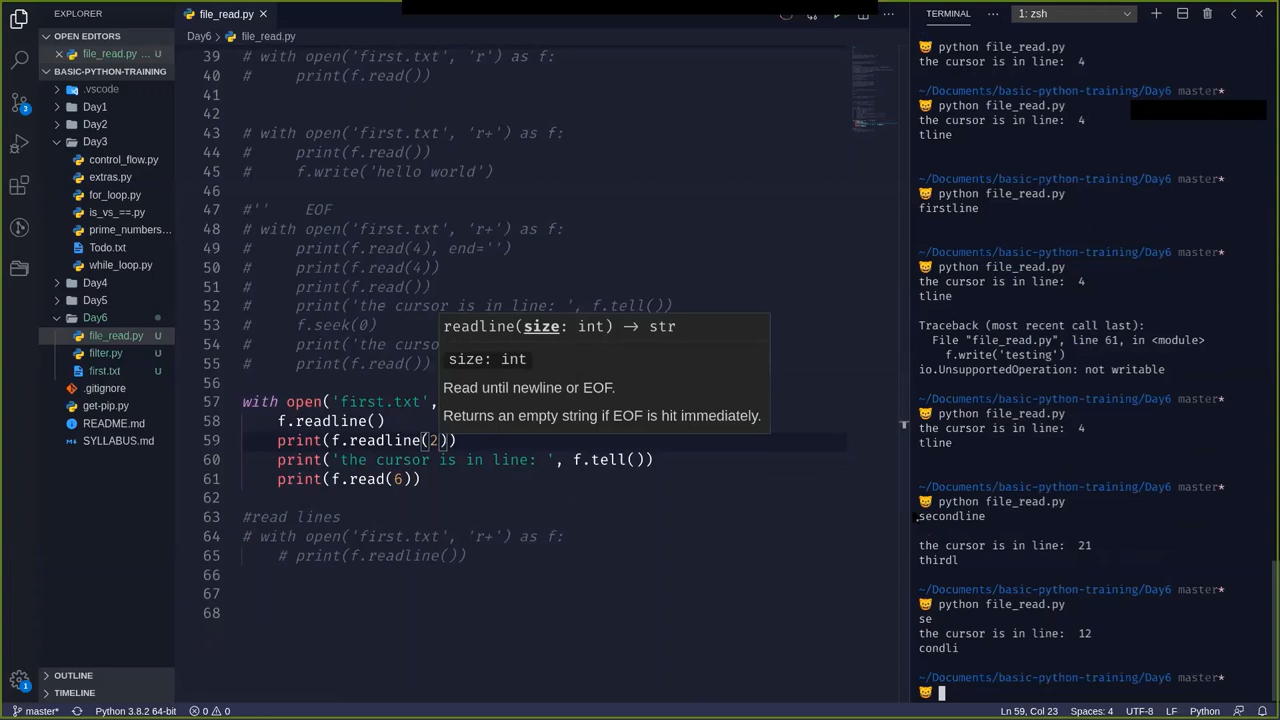 EXPLORER
OPEN EDITORS
file_read.py ... U
BASIC-PYTHON-TRAINING
.vscode
Day1
Day2
Day3
control_flow.py
extras.py
for_loop.py
is_vs_==.py
prime_numbers...
Todo.txt
while_loop.py
Day4
Day5
Day6
file_read.py U
filter.py U
first.txt U
.gitignore
get-pip.py
README.md
SYLLABUS.md
OUTLINE
TIMELINE
3
1
file_read.py
Day6 > file_read.py
39 # with open('first.txt', 'r') as f:
40 #     print(f.read())
41
42
43 # with open('first.txt', 'r+') as f:
44 #     print(f.read())
45 #     f.write('hello world')
46
47 #''    EOF
48 # with open('first.txt', 'r+') as f:
49 #     print(f.read(4), end='')
50 #     print(f.read(4))
51 #     print(f.read())
52 #     print('the cursor is in line: ', f.tell())
53 #     f.seek(0)
54 #     print('the curso
55 #     print(f.read())
56
57 with open('first.txt',
58     f.readline()
59     print(f.readline(2))
60     print('the cursor is in line: ', f.tell())
61     print(f.read(6))
62
63 #read lines
64 # with open('first.txt', 'r+') as f:
65     # print(f.readline())
66
67
68
readline(size: int) → str
size: int
Read until newline or EOF.
Returns an empty string if EOF is hit immediately.
TERMINAL ... 1: zsh
python file_read.py
the cursor is in line:  4
~/Documents/basic-python-training/Day6 master*
python file_read.py
the cursor is in line:  4
tline
~/Documents/basic-python-training/Day6 master*
python file_read.py
firstline
~/Documents/basic-python-training/Day6 master*
python file_read.py
the cursor is in line:  4
tline
Traceback (most recent call last):
  File "file_read.py", line 61, in <module>
    f.write('testing')
io.UnsupportedOperation: not writable
~/Documents/basic-python-training/Day6 master*
python file_read.py
the cursor is in line:  4
tline
~/Documents/basic-python-training/Day6 master*
python file_read.py
secondline
the cursor is in line:  21
thirdl
~/Documents/basic-python-training/Day6 master*
python file_read.py
se
the cursor is in line:  12
condli
~/Documents/basic-python-training/Day6 master*
master* Python 3.8.2 64-bit 0 0 Ln 59, Col 23 Spaces: 4 UTF-8 LF Python